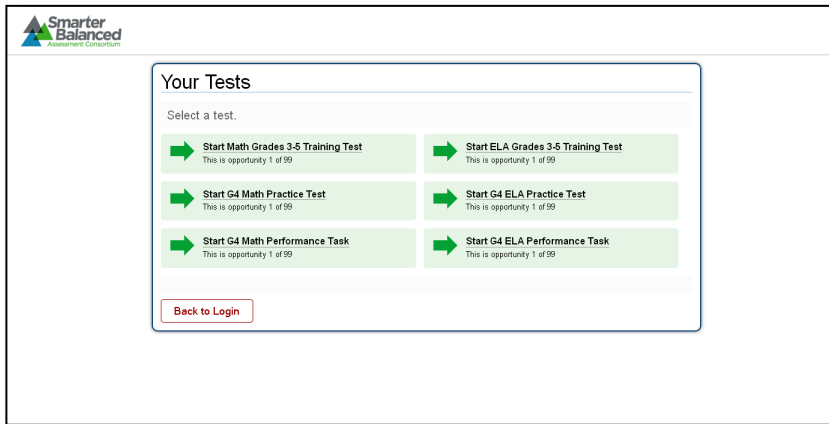 Smarter
Balanced
Assessment Consortium
Your Tests
Select a test.
Start Math Grades 3-5 Training Test
This is opportunity 1 of 99
Start ELA Grades 3-5 Training Test
This is opportunity 1 of 99
Start G4 Math Practice Test
This is opportunity 1 of 99
Start G4 ELA Practice Test
This is opportunity 1 of 99
Start G4 Math Performance Task
This is opportunity 1 of 99
Start G4 ELA Performance Task
This is opportunity 1 of 99
Back to Login